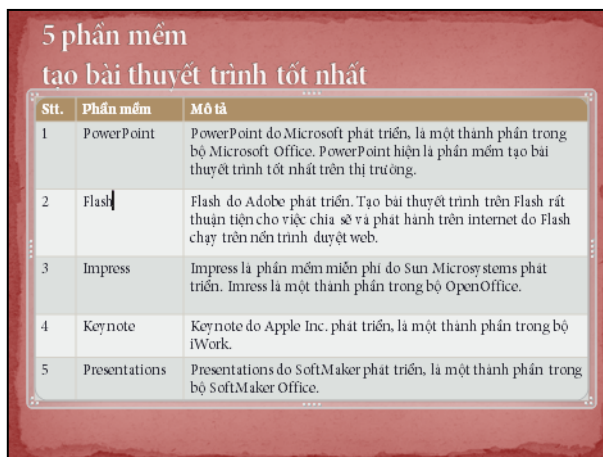 5 phần mềm
tạo bài thuyết trình tốt nhất
Stt. Phần mềm Mô tả
1 PowerPoint PowerPoint do Microsoft phát triển, là một thành phần trong
bộ Microsoft Office. PowerPoint hiện là phần mềm tạo bài
thuyết trình tốt nhất trên thị trường.
2 Flash Flash do Adobe phát triển. Tạo bài thuyết trình trên Flash rất
thuận tiện cho việc chia sẽ và phát hành trên internet do Flash
chạy trên nền trình duyệt web.
3 Impress Impress là phần mềm miễn phí do Sun Microsystems phát
triển. Imress là một thành phần trong bộ OpenOffice.
4 Keynote Keynote do Apple Inc. phát triển, là một thành phần trong bộ
iWork.
5 Presentations Presentations do SoftMaker phát triển, là một thành phần trong
bộ SoftMaker Office.